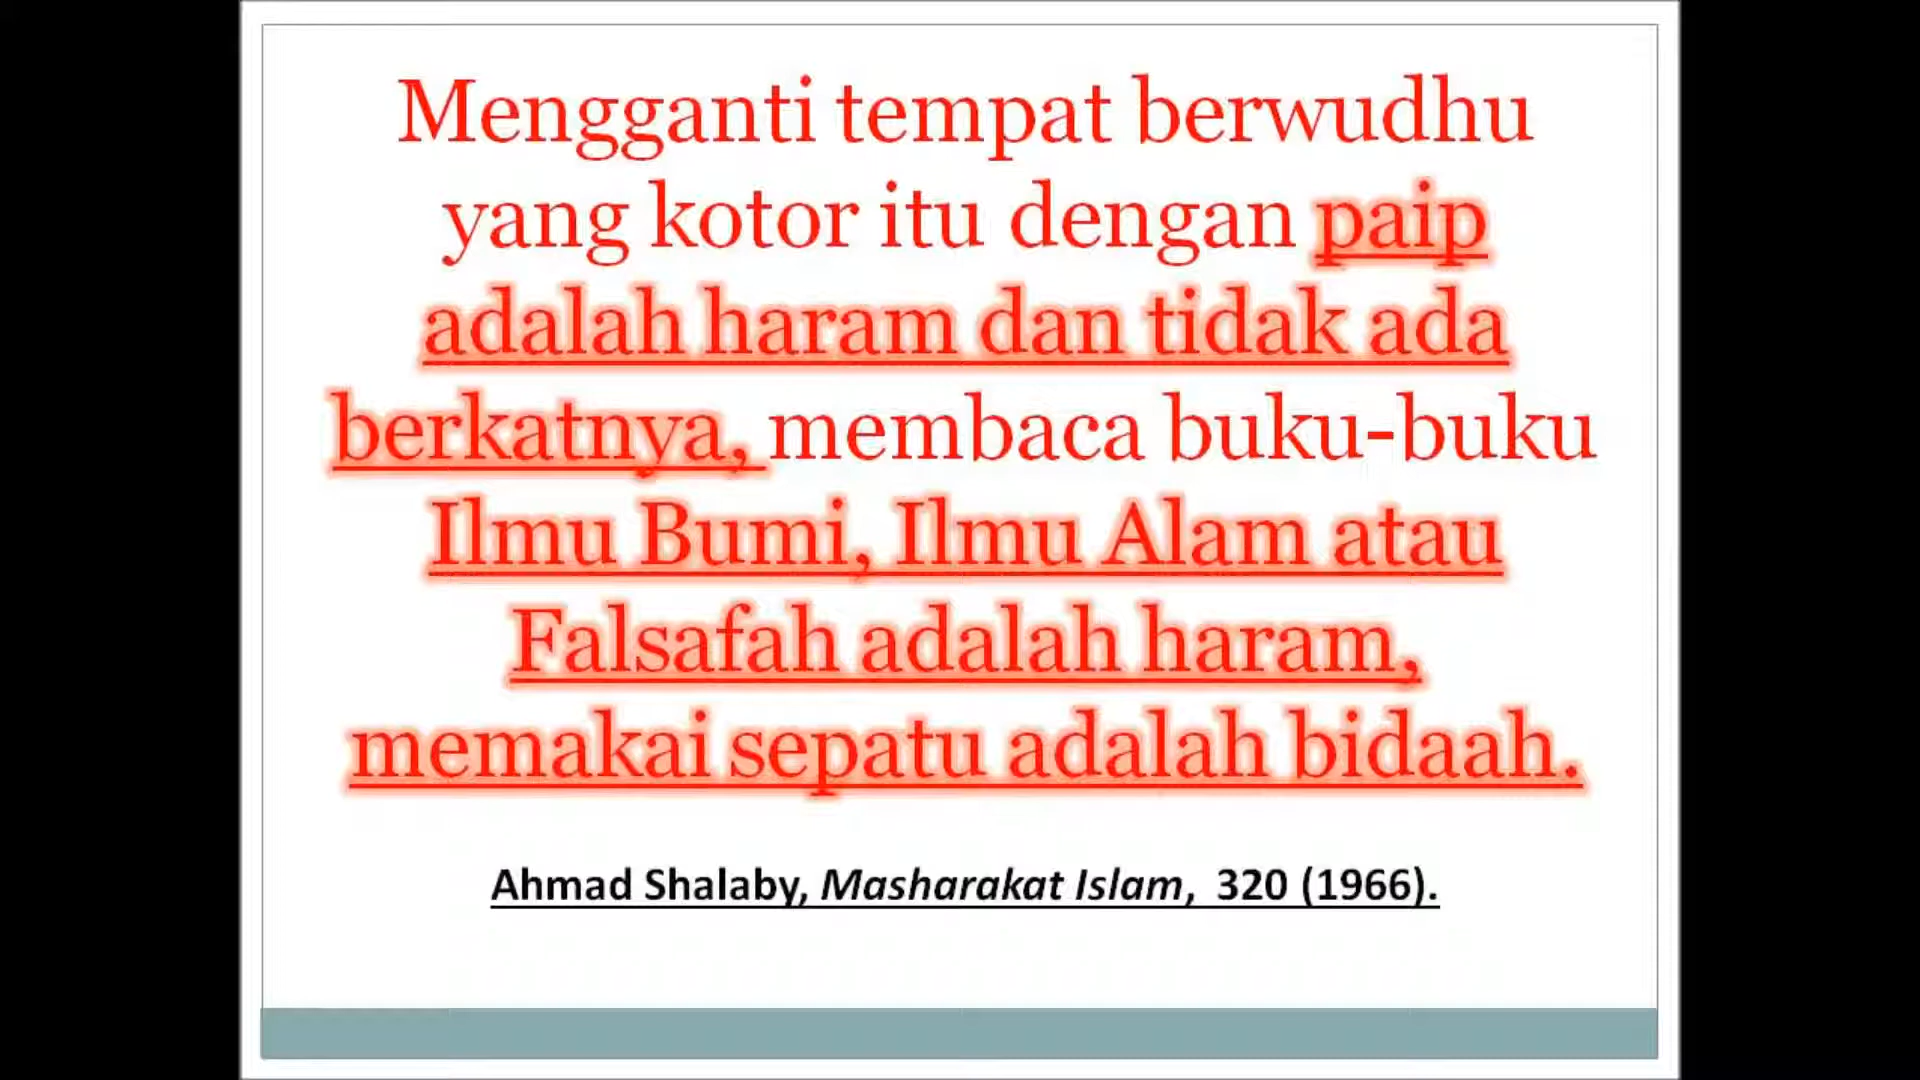 Mengganti tempat berwudhu
yang kotor itu dengan paip
adalah haram dan tidak ada
berkatnya, membaca buku-buku
Ilmu Bumi, Ilmu Alam atau
Falsafah adalah haram,
memakai sepatu adalah bidaah.
Ahmad Shalaby, Masharakat Islam, 320 (1966).